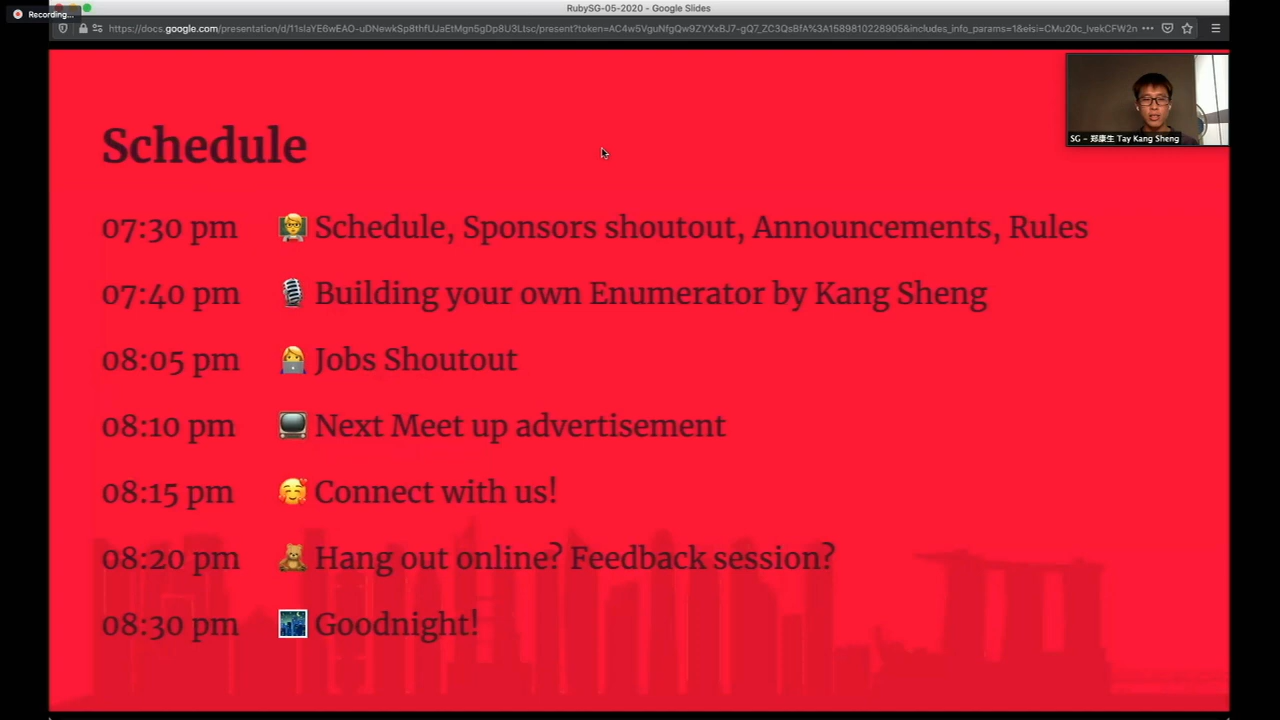 Recording...
RubySG-05-2020 - Google Slides
Schedule
07:30 pm Schedule, Sponsors shoutout, Announcements, Rules
07:40 pm Building your own Enumerator by Kang Sheng
08:05 pm Jobs Shoutout
08:10 pm Next Meet up advertisement
08:15 pm Connect with us!
08:20 pm Hang out online? Feedback session?
08:30 pm Goodnight!
SG - 郑康生 Tay Kang Sheng